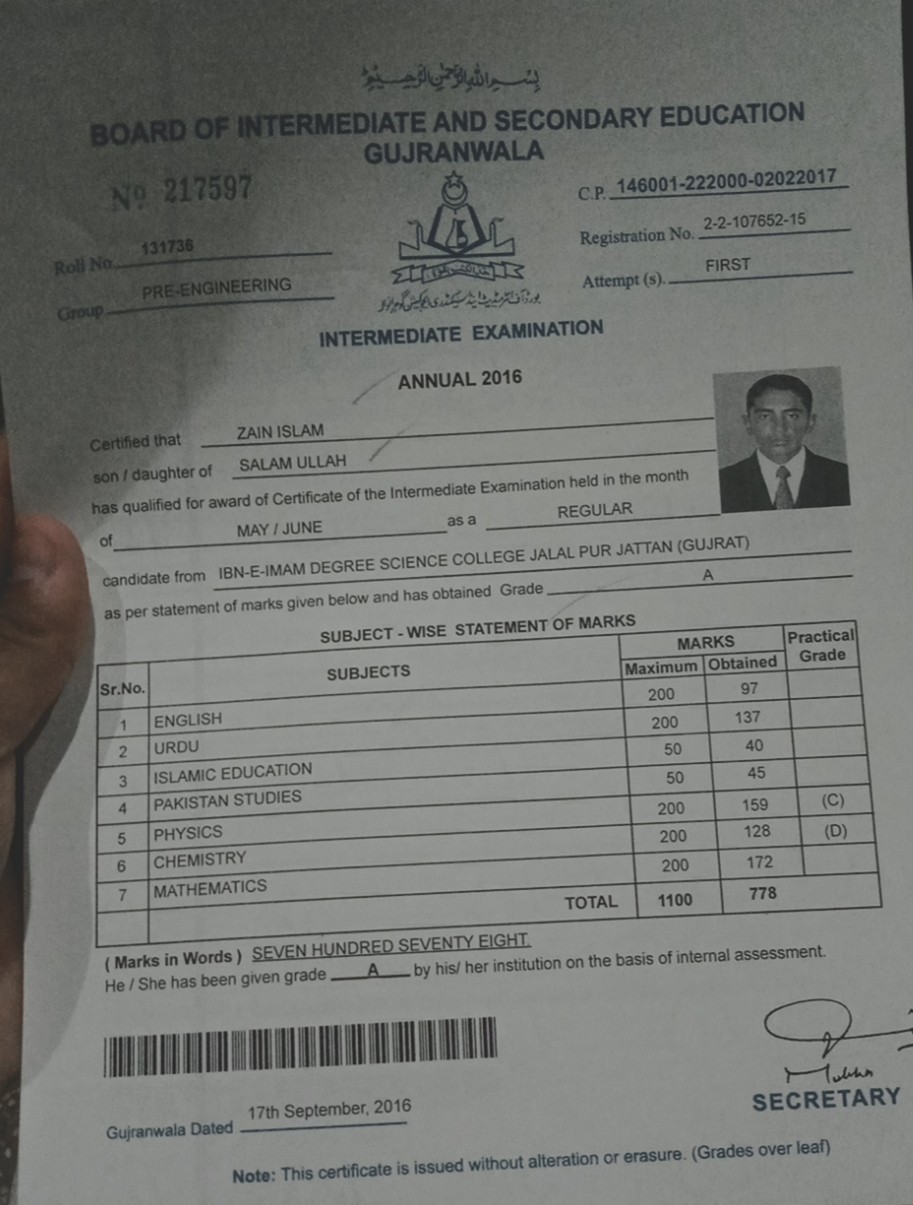 بسم اللہ الرحمن الرحیم
BOARD OF INTERMEDIATE AND SECONDARY EDUCATION
GUJRANWALA
Nº 217597
C.P. 146001-222000-02022017
Roll No. 131736
Registration No. 2-2-107652-15
Group PRE-ENGINEERING
Attempt (s). FIRST
INTERMEDIATE EXAMINATION
ANNUAL 2016
Certified that ZAIN ISLAM
son / daughter of SALAM ULLAH
has qualified for award of Certificate of the Intermediate Examination held in the month
of MAY / JUNE as a REGULAR
candidate from IBN-E-IMAM DEGREE SCIENCE COLLEGE JALAL PUR JATTAN (GUJRAT)
as per statement of marks given below and has obtained Grade A
SUBJECT - WISE STATEMENT OF MARKS
Sr.No. SUBJECTS MARKS Practical Grade
Maximum Obtained
1 ENGLISH 200 97
2 URDU 200 137
3 ISLAMIC EDUCATION 50 40
4 PAKISTAN STUDIES 50 45
5 PHYSICS 200 159 (C)
6 CHEMISTRY 200 128 (D)
7 MATHEMATICS 200 172
TOTAL 1100 778
( Marks in Words ) SEVEN HUNDRED SEVENTY EIGHT.
He / She has been given grade A by his/ her institution on the basis of internal assessment.
SECRETARY
Gujranwala Dated 17th September, 2016
Note: This certificate is issued without alteration or erasure. (Grades over leaf)